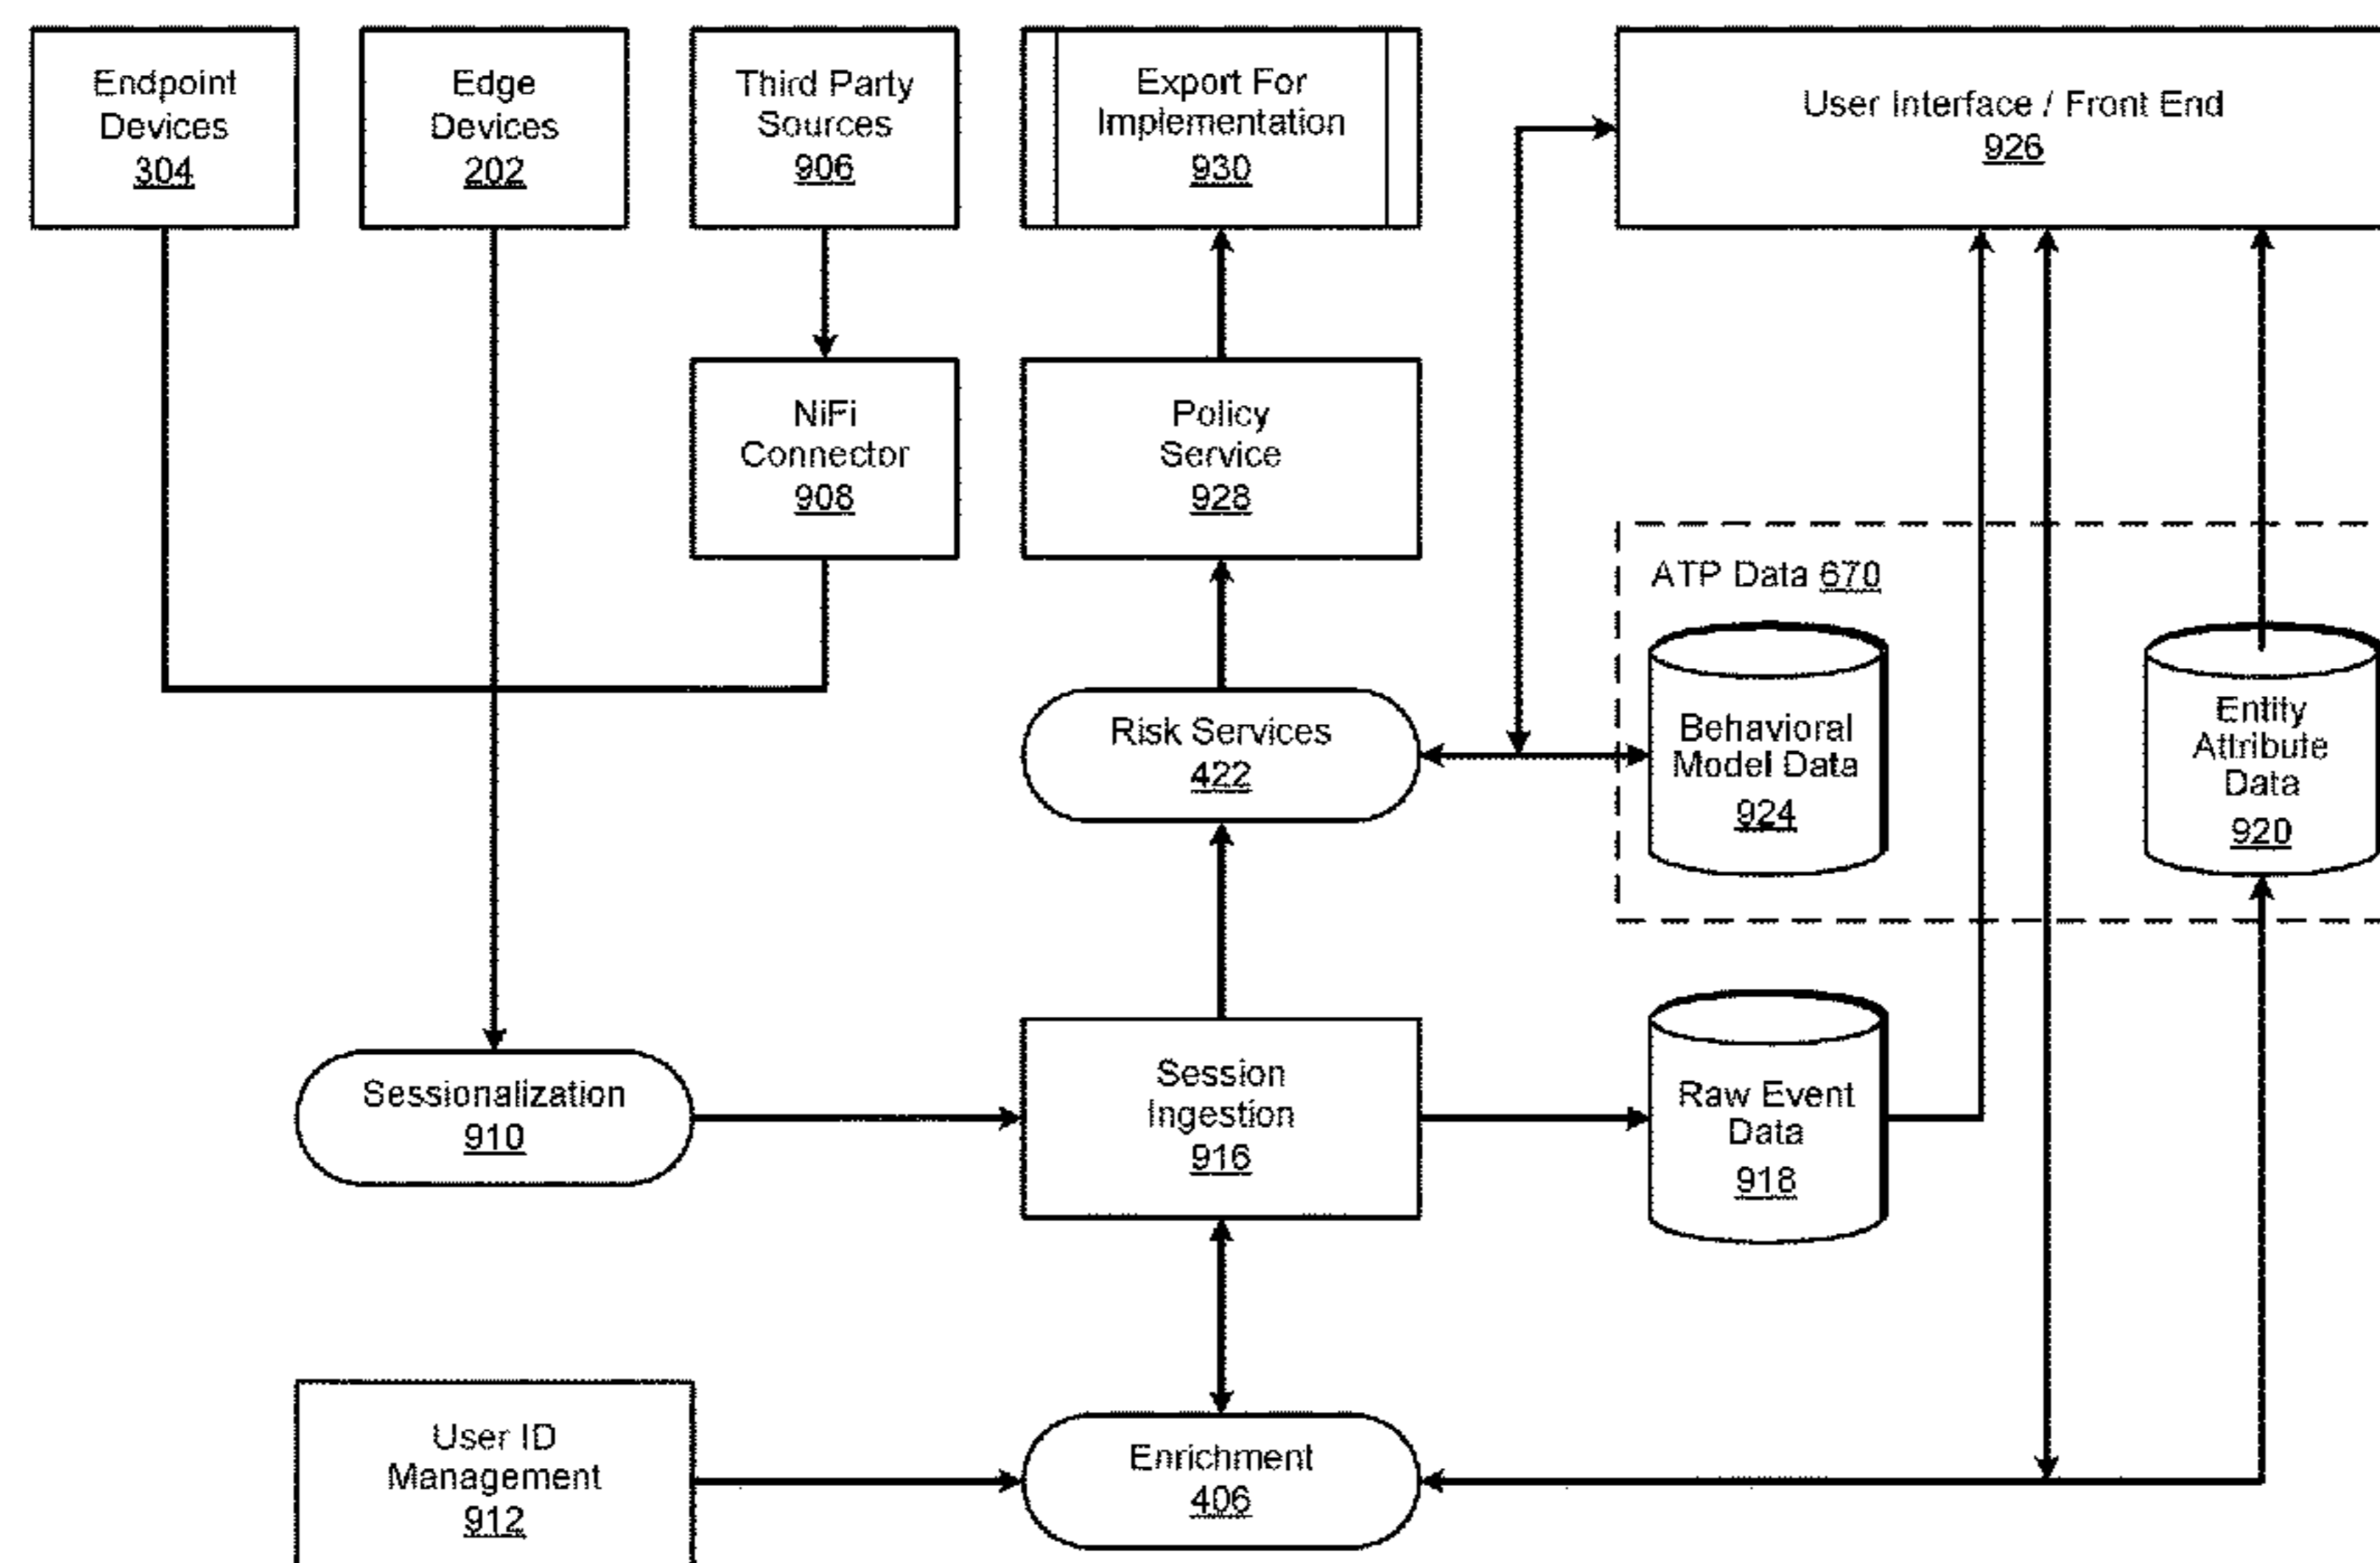 Endpoint
Devices
304
Edge
Devices
202
Third Party
Sources
906
Export For
Implementation
930
User Interface / Front End
926
NiFi
Connector
908
Policy
Service
928
ATP Data 670
Risk Services
422
Behavioral
Model Data
924
Entity
Attribute
Data
920
Sessionalization
910
Session
Ingestion
916
Raw Event
Data
918
User ID
Management
912
Enrichment
406